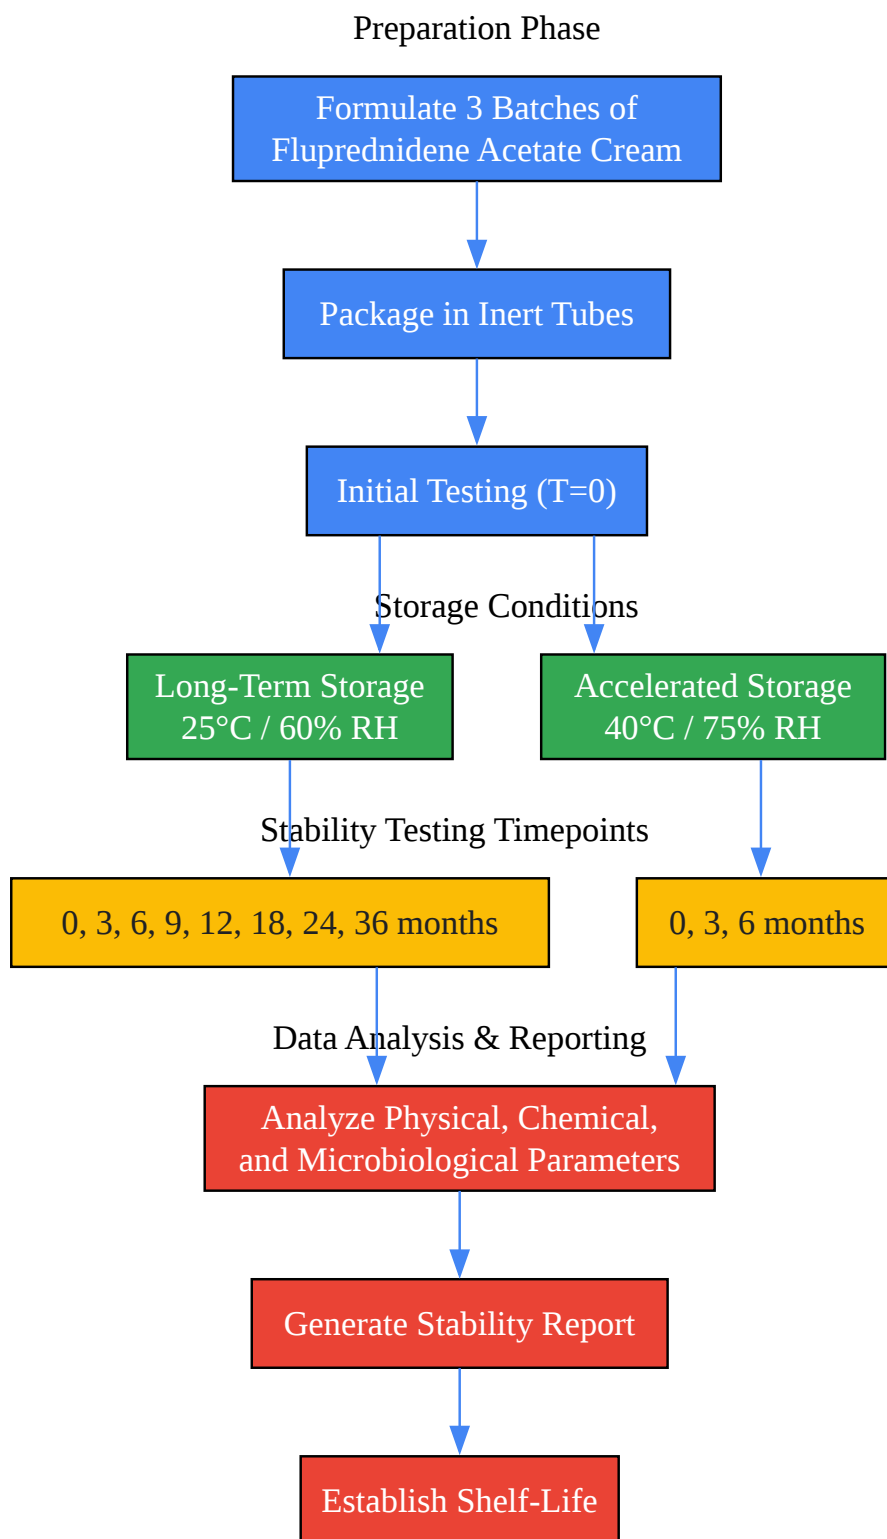 Preparation Phase
Formulate 3 Batches of
Fluprednidene Acetate Cream
Package in Inert Tubes
Initial Testing (T=0)
Storage Conditions
Long-Term Storage
25°C / 60% RH
Accelerated Storage
40°C / 75% RH
Stability Testing Timepoints
0, 3, 6, 9, 12, 18, 24, 36 months
0, 3, 6 months
Data Analysis & Reporting
Analyze Physical, Chemical,
and Microbiological Parameters
Generate Stability Report
Establish Shelf-Life